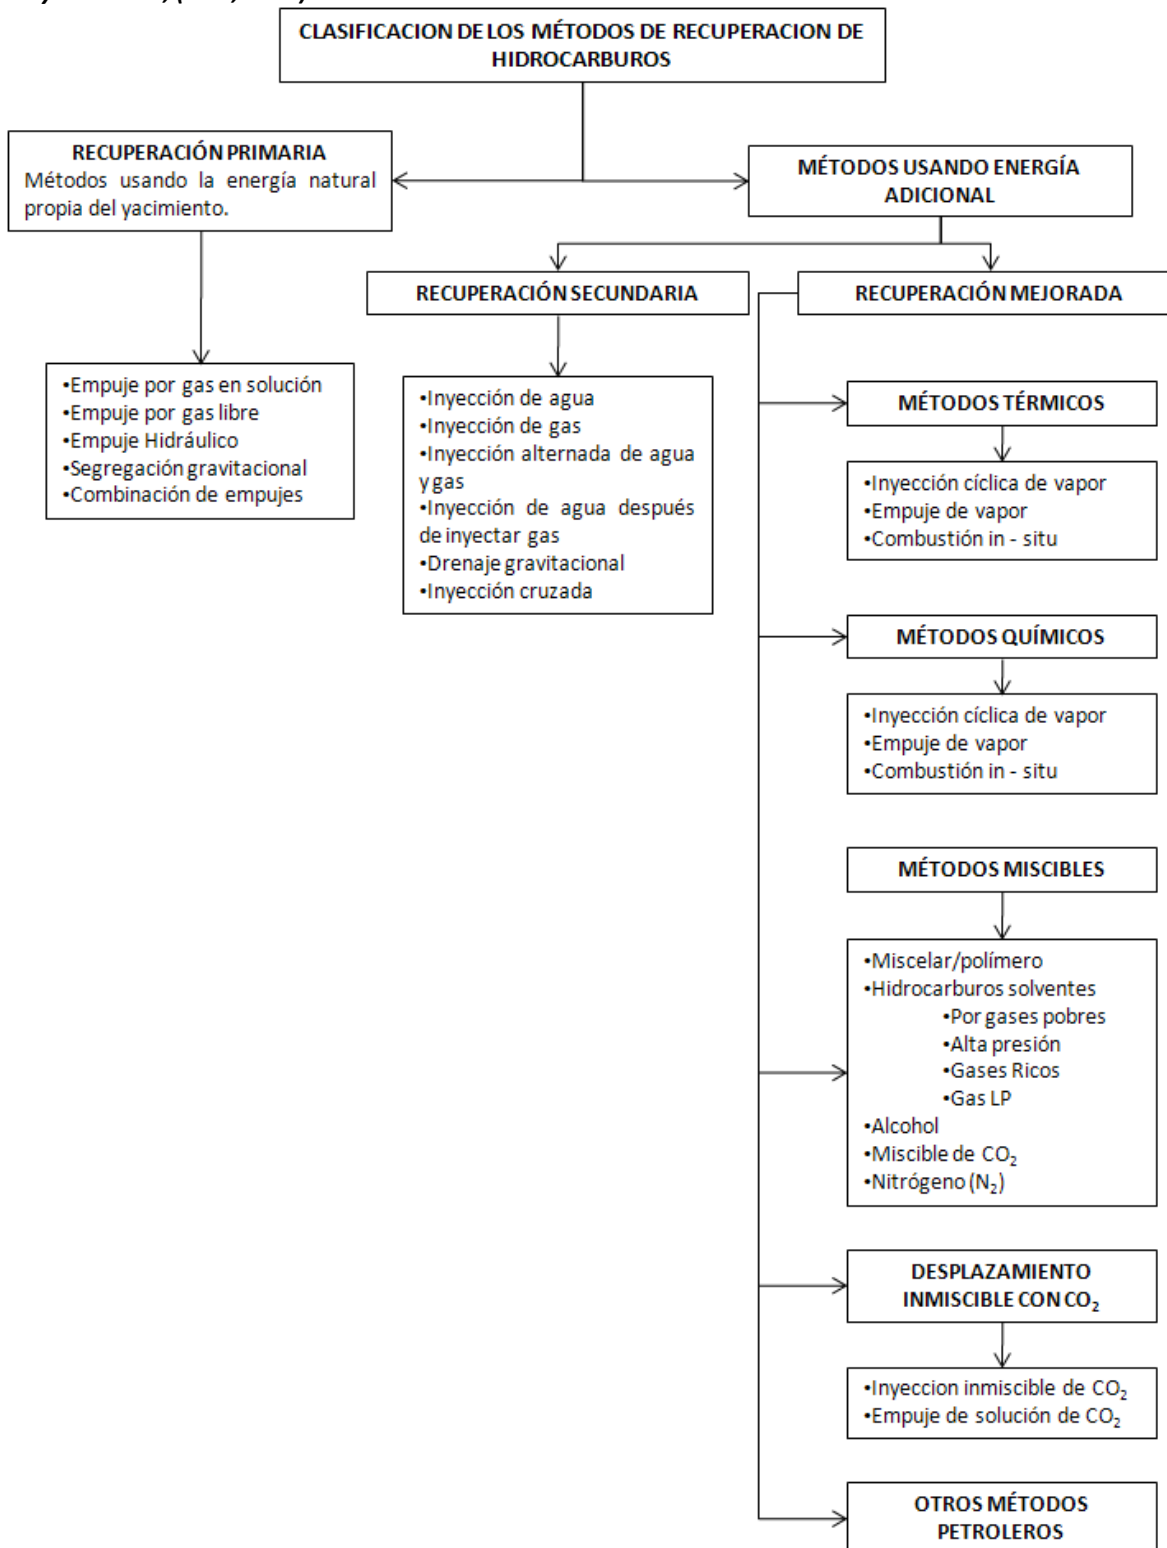 CLASIFICACION DE LOS MÉTODOS DE RECUPERACION DE
HIDROCARBUROS
RECUPERACIÓN PRIMARIA
Métodos usando la energía natural
propia del yacimiento.
MÉTODOS USANDO ENERGÍA
ADICIONAL
RECUPERACIÓN SECUNDARIA
RECUPERACIÓN MEJORADA
•Empuje por gas en solución
•Empuje por gas libre
•Empuje Hidráulico
•Segregación gravitacional
•Combinación de empujes
•Inyección de agua
•Inyección de gas
•Inyección alternada de agua
y gas
•Inyección de agua después
de inyectar gas
•Drenaje gravitacional
•Inyección cruzada
MÉTODOS TÉRMICOS
•Inyección cíclica de vapor
•Empuje de vapor
•Combustión in - situ
MÉTODOS QUÍMICOS
•Inyección cíclica de vapor
•Empuje de vapor
•Combustión in - situ
MÉTODOS MISCIBLES
•Miscelar/polímero
•Hidrocarburos solventes
•Por gases pobres
•Alta presión
•Gases Ricos
•Gas LP
•Alcohol
•Miscible de CO₂
•Nitrógeno (N₂)
DESPLAZAMIENTO
INMISCIBLE CON CO₂
•Inyeccion inmiscible de CO₂
•Empuje de solución de CO₂
OTROS MÉTODOS
PETROLEROS